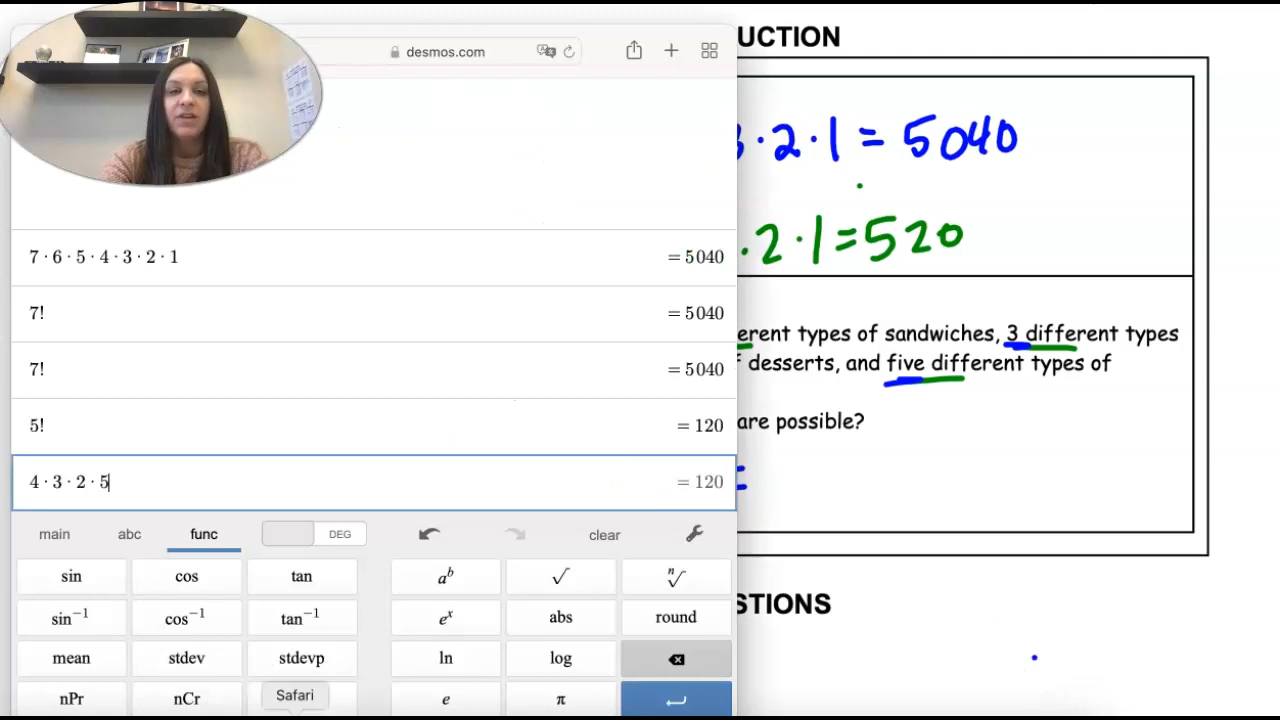 desmos.com
UCTION
3·2·1=5040
·2·1=520
7 · 6 · 5 · 4 · 3 · 2 · 1 = 5040
7! = 5040
7! = 5040
5! = 120
4 · 3 · 2 · 5 = 120
erent types of sandwiches, 3 different types
f desserts, and five different types of
are possible?
=
main abc func DEG clear
sin cos tan a^b √ ⁿ√
sin⁻¹ cos⁻¹ tan⁻¹ eˣ abs round
mean stdev stdevp ln log
nPr nCr Safari e π
STIONS